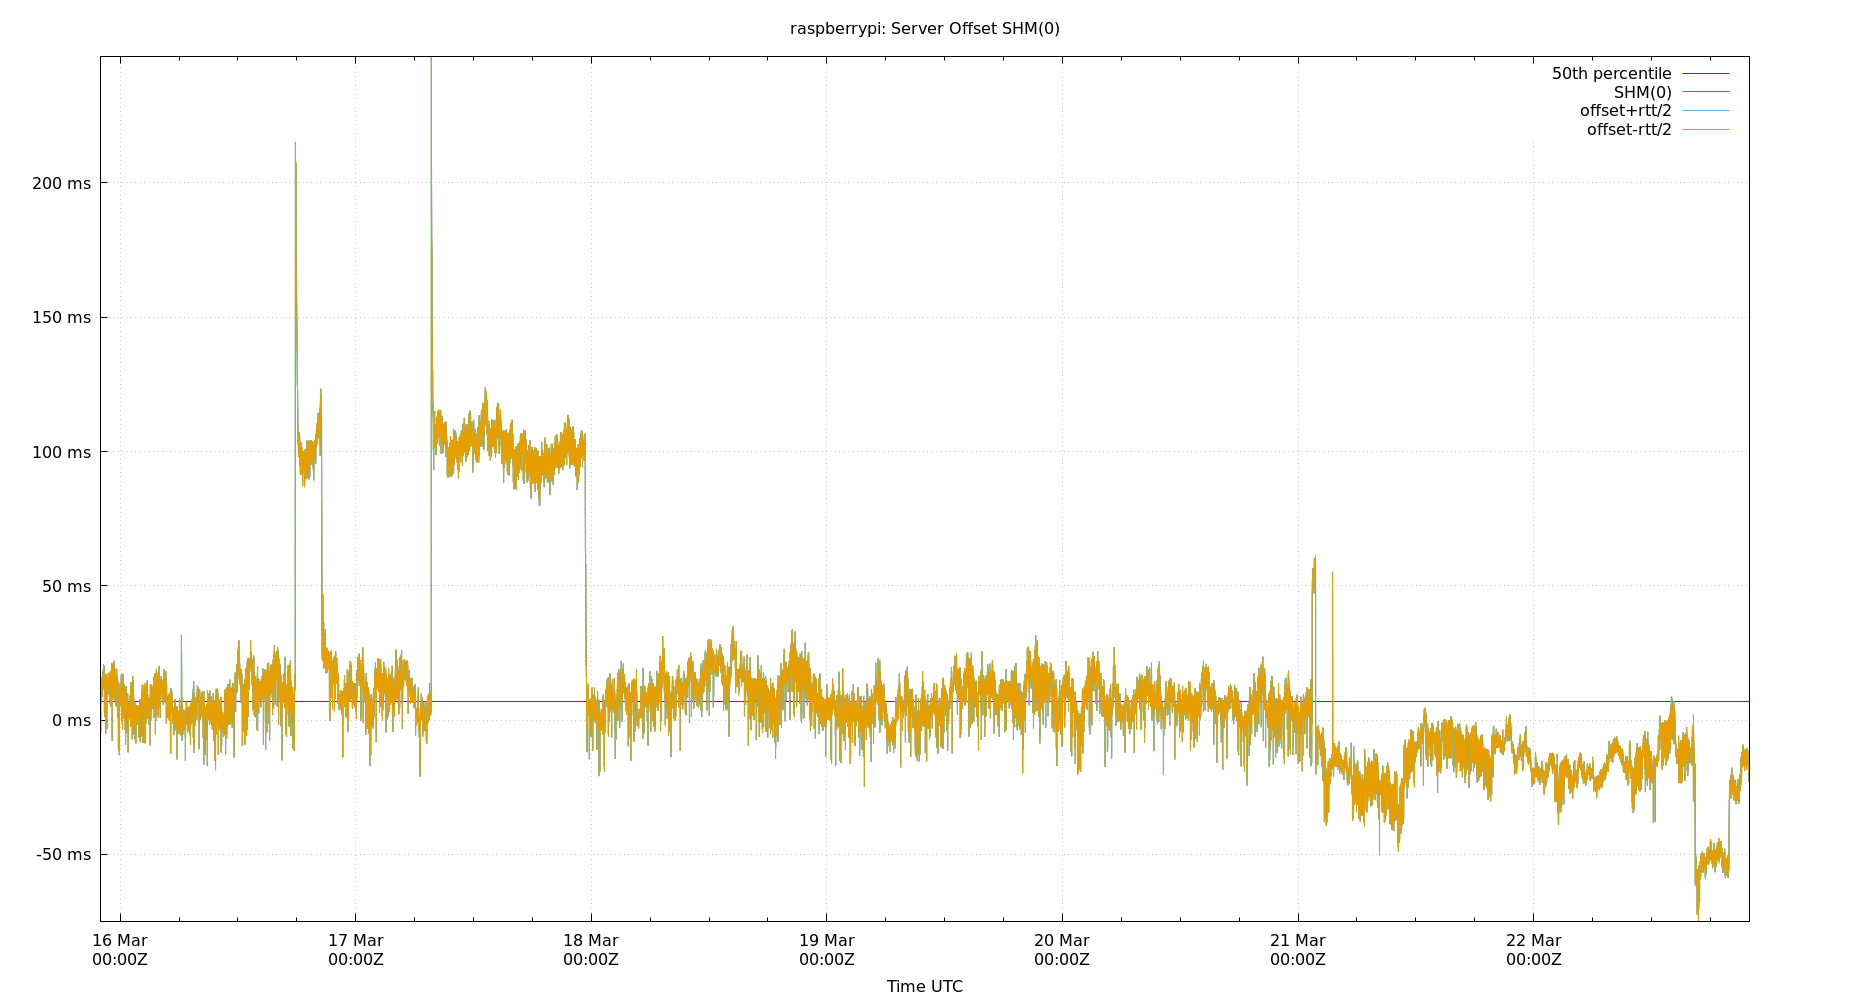 raspberrypi: Server Offset SHM(0)
50th percentile
SHM(0)
offset+rtt/2
offset-rtt/2
200 ms
150 ms
100 ms
50 ms
0 ms
-50 ms
16 Mar 17 Mar 18 Mar 19 Mar 20 Mar 21 Mar 22 Mar
00:00Z 00:00Z 00:00Z 00:00Z 00:00Z 00:00Z 00:00Z
Time UTC